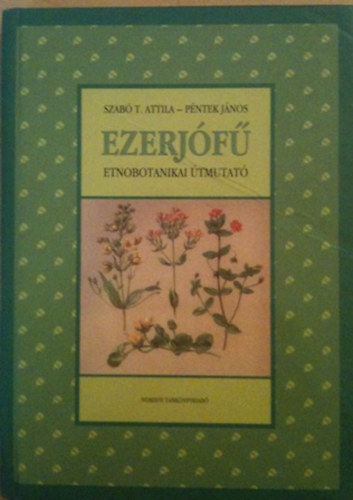 SZABÓ T. ATTILA – PÉNTEK JÁNOS
EZERJÓFŰ
ETNOBOTANIKAI ÚTMUTATÓ
NEMZETI TANKÖNYVKIADÓ